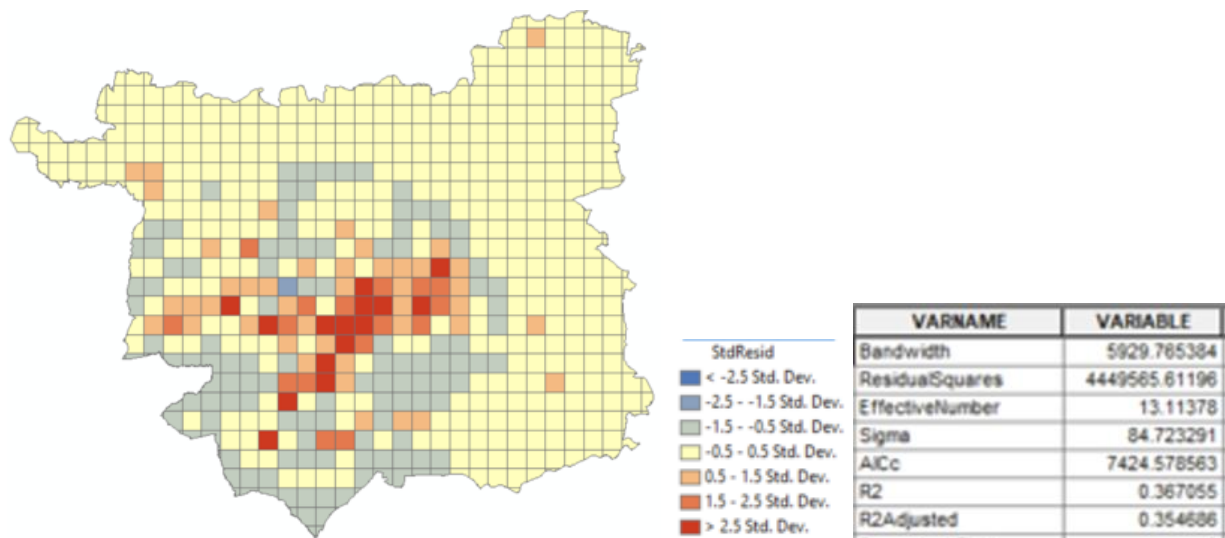 StdResid
< -2.5 Std. Dev.
-2.5 - -1.5 Std. Dev.
-1.5 - -0.5 Std. Dev.
-0.5 - 0.5 Std. Dev.
0.5 - 1.5 Std. Dev.
1.5 - 2.5 Std. Dev.
> 2.5 Std. Dev.
VARNAME VARIABLE
Bandwidth 5929.765384
ResidualSquares 4449565.61196
EffectiveNumber 13.11378
Sigma 84.723291
AICc 7424.578563
R2 0.367055
R2Adjusted 0.354686